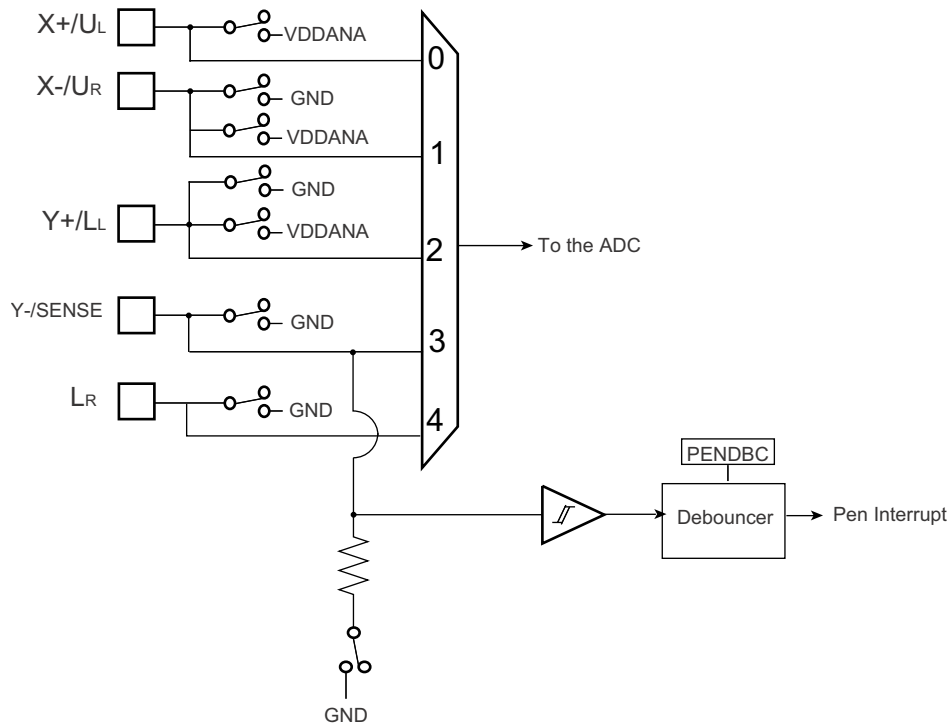 X+/UL
VDDANA
0
X-/UR
GND
VDDANA
1
GND
Y+/LL
VDDANA
2
To the ADC
Y-/SENSE
GND
3
LR
GND
4
PENDBC
Debouncer
Pen Interrupt
GND